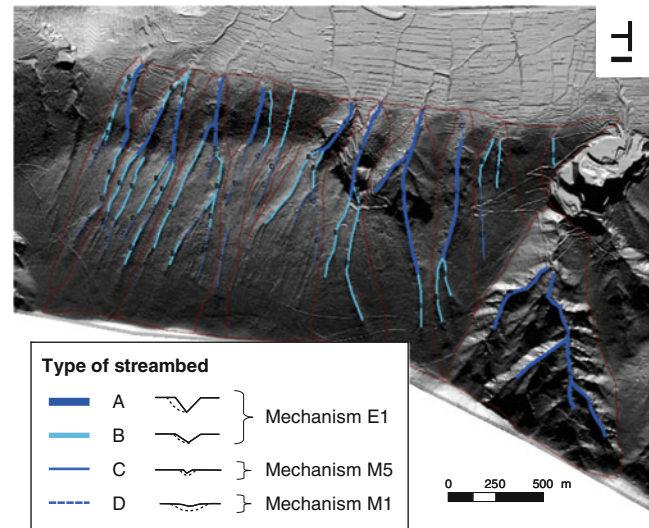 Type of streambed
A Mechanism E1
B
C Mechanism M5
D Mechanism M1
0 250 500 m